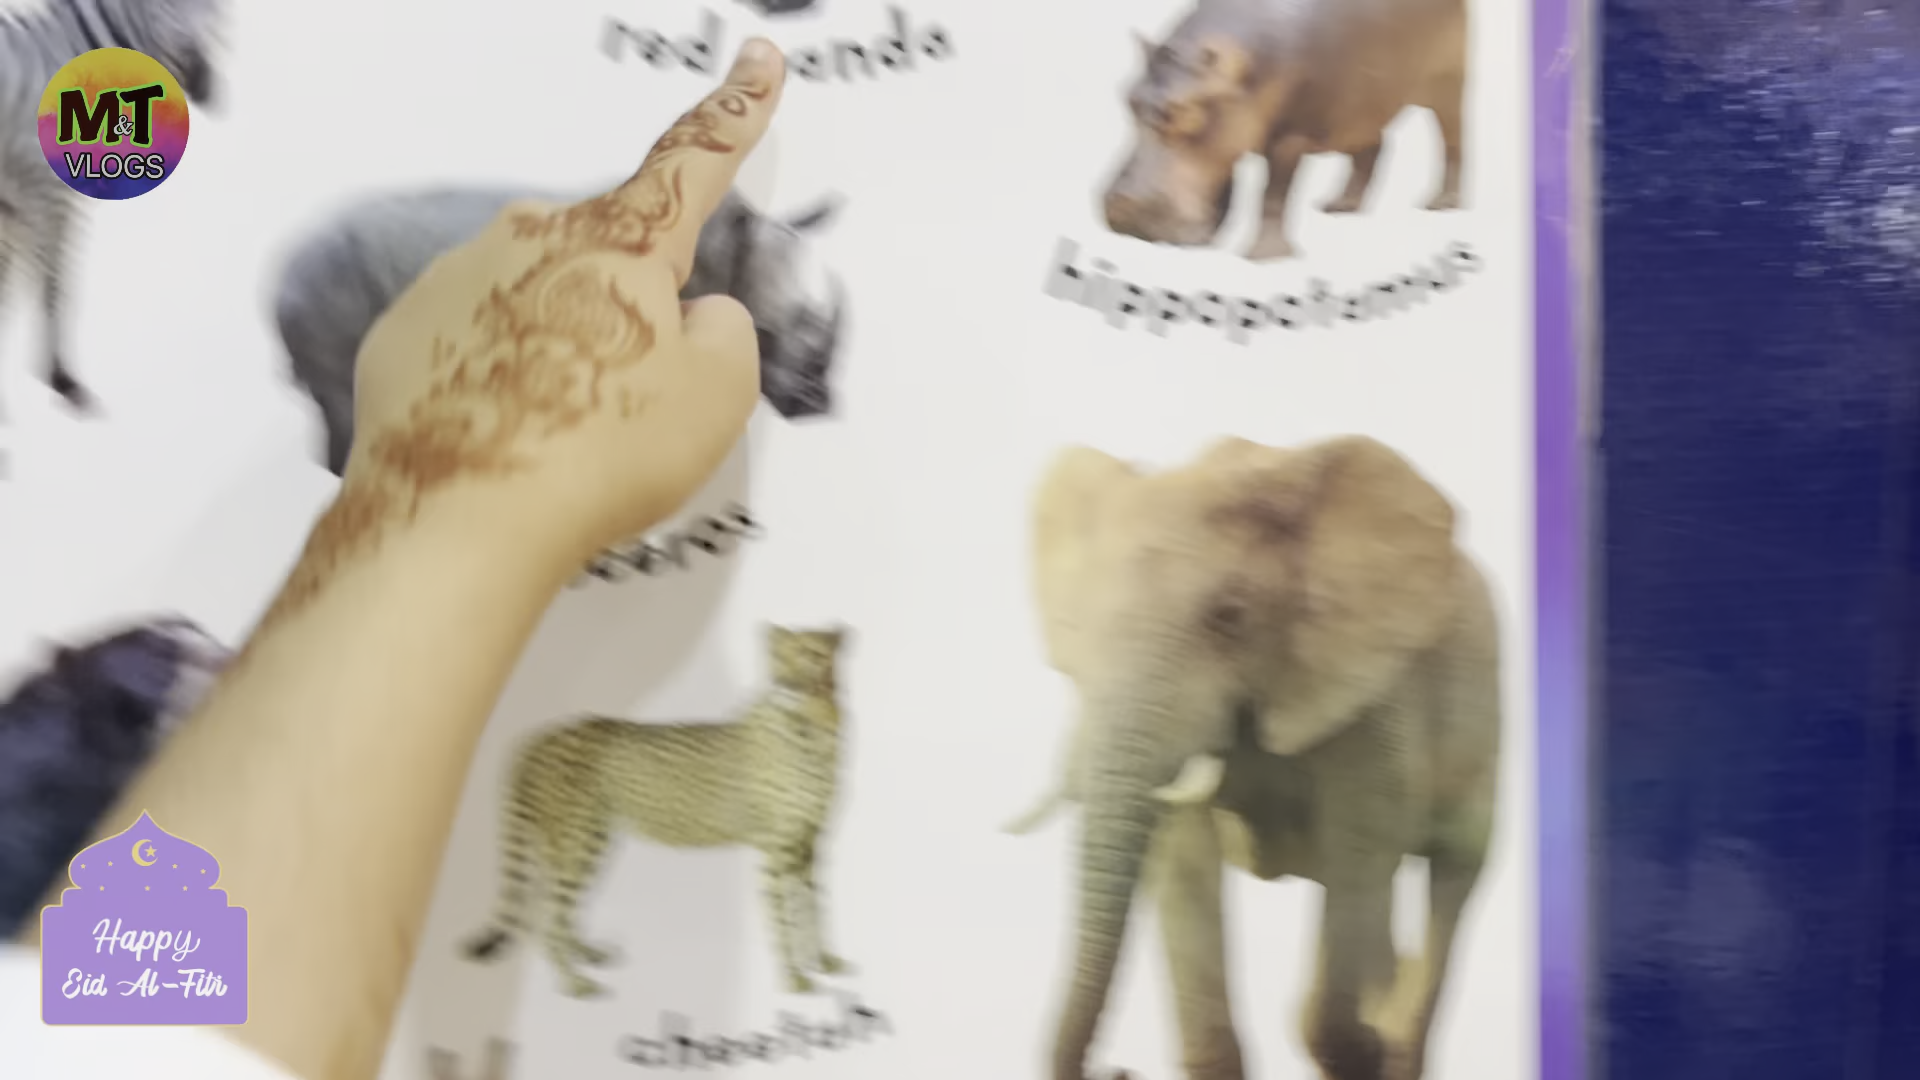 M&T
VLOGS
red panda
hippopotamus
cheetah
Happy
Eid Al-Fitr